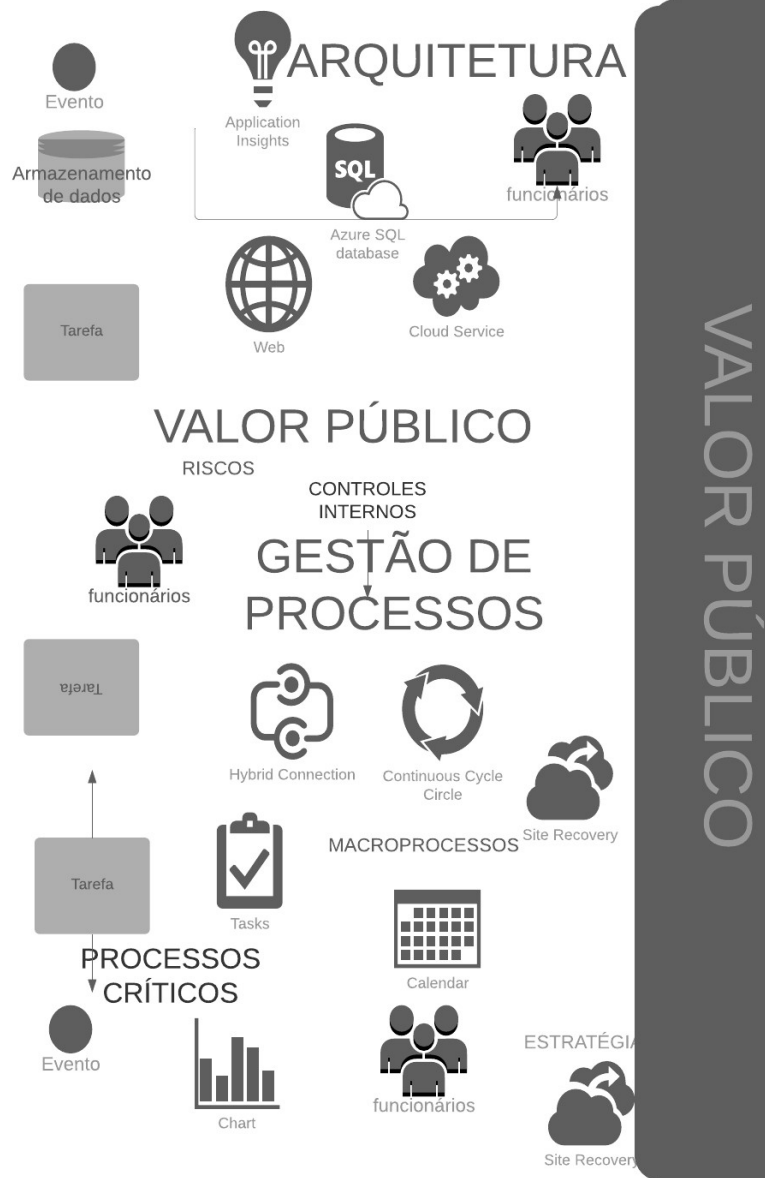 ARQUITETURA
Evento
Application
Insights
SQL
Armazenamento
de dados
funcionários
Azure SQL
database
Tarefa
Web
Cloud Service
VALOR PÚBLICO
VALOR PÚBLICO
RISCOS
CONTROLES
INTERNOS
GESTÃO DE
PROCESSOS
funcionários
Tarefa
Hybrid Connection
Continuous Cycle
Circle
Site Recovery
MACROPROCESSOS
Tarefa
Tasks
PROCESSOS
CRÍTICOS
Calendar
Evento
ESTRATÉGIA
Chart
funcionários
Site Recovery